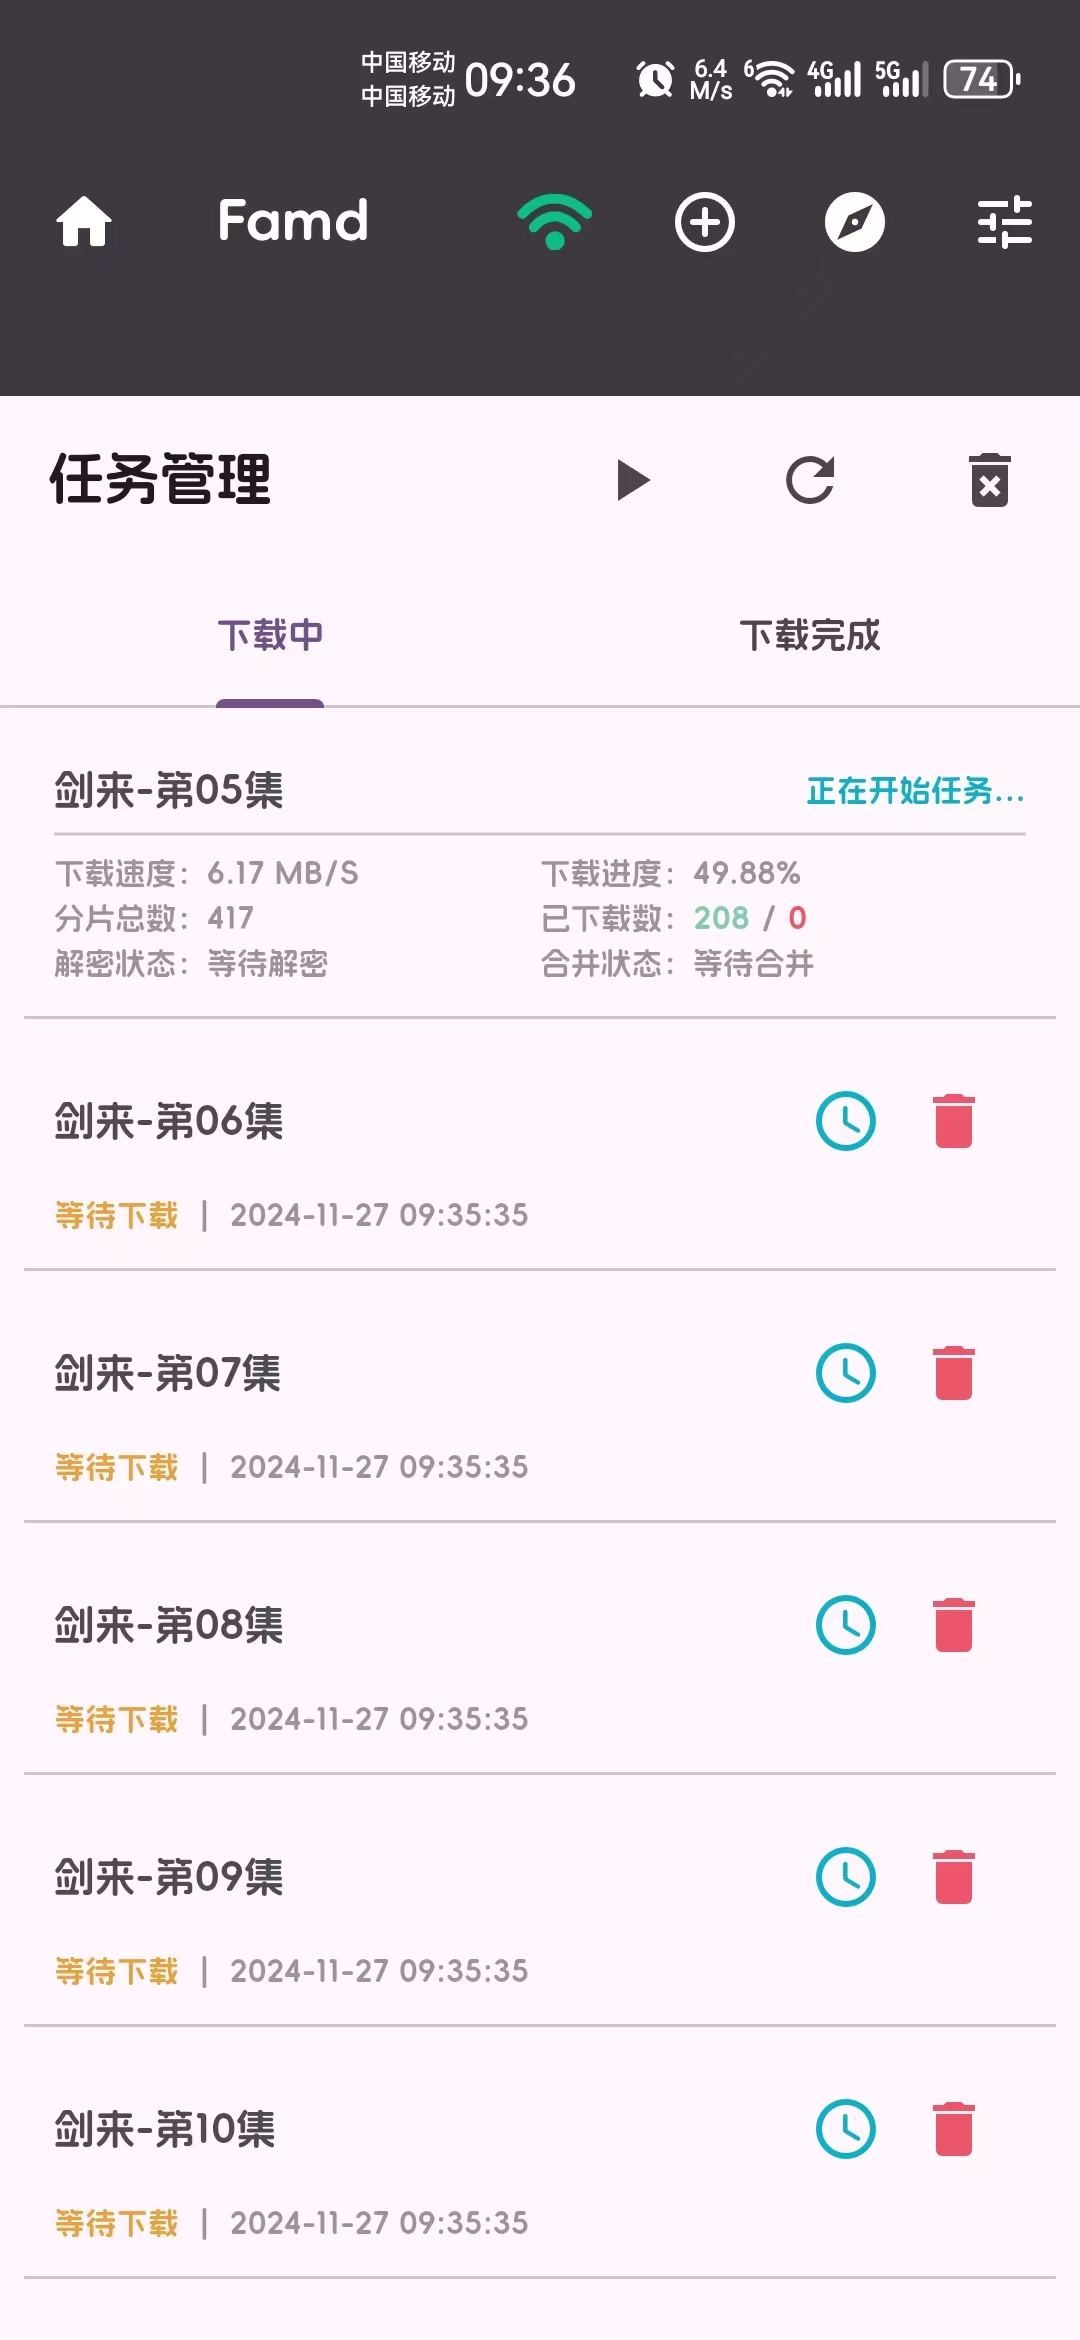 中国移动
中国移动
09:36
6.4
M/s
6
4G
5G
74
Famd
任务管理
下载中
下载完成
剑来-第05集
正在开始任务...
下载速度: 6.17 MB/S
下载进度: 49.88%
分片总数: 417
已下载数: 208 / 0
解密状态: 等待解密
合并状态: 等待合并
剑来-第06集
等待下载 | 2024-11-27 09:35:35
剑来-第07集
等待下载 | 2024-11-27 09:35:35
剑来-第08集
等待下载 | 2024-11-27 09:35:35
剑来-第09集
等待下载 | 2024-11-27 09:35:35
剑来-第10集
等待下载 | 2024-11-27 09:35:35